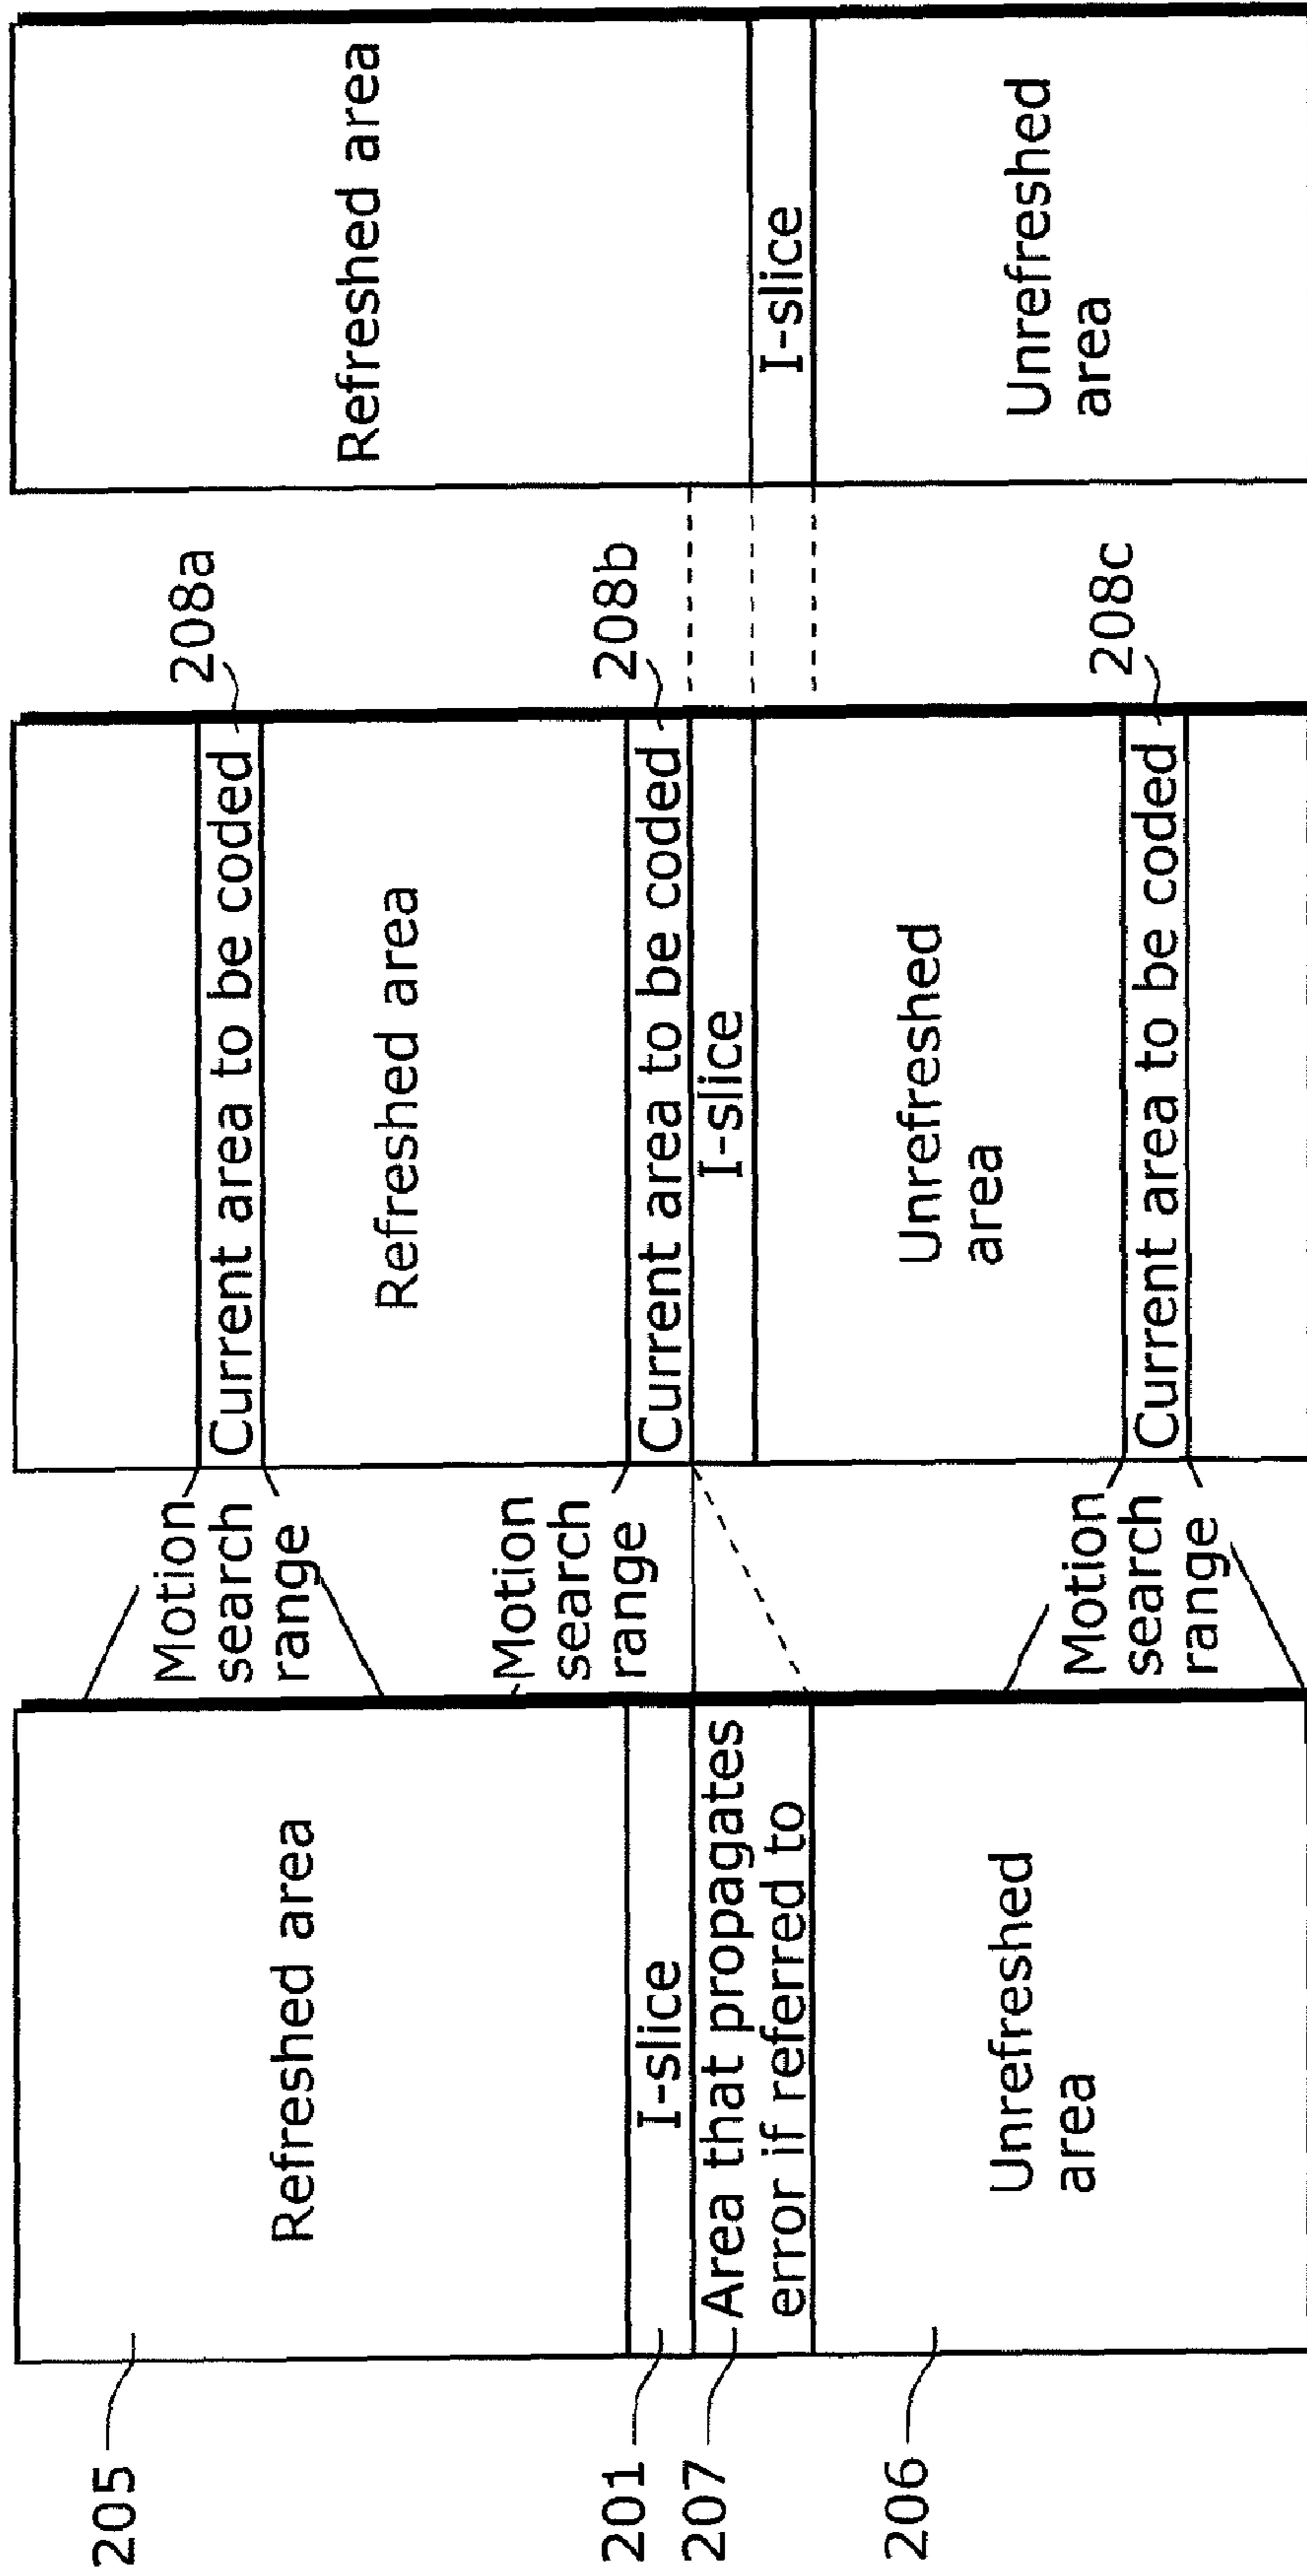 205
201
207
206
Refreshed area
I-slice
Area that propagates
error if referred to
Unrefreshed
area
Motion
search
range
Motion
search
range
Motion
search
range
Current area to be coded
Refreshed area
Current area to be coded
I-slice
Unrefreshed
area
Current area to be coded
208a
208b
208c
Refreshed area
I-slice
Unrefreshed
area